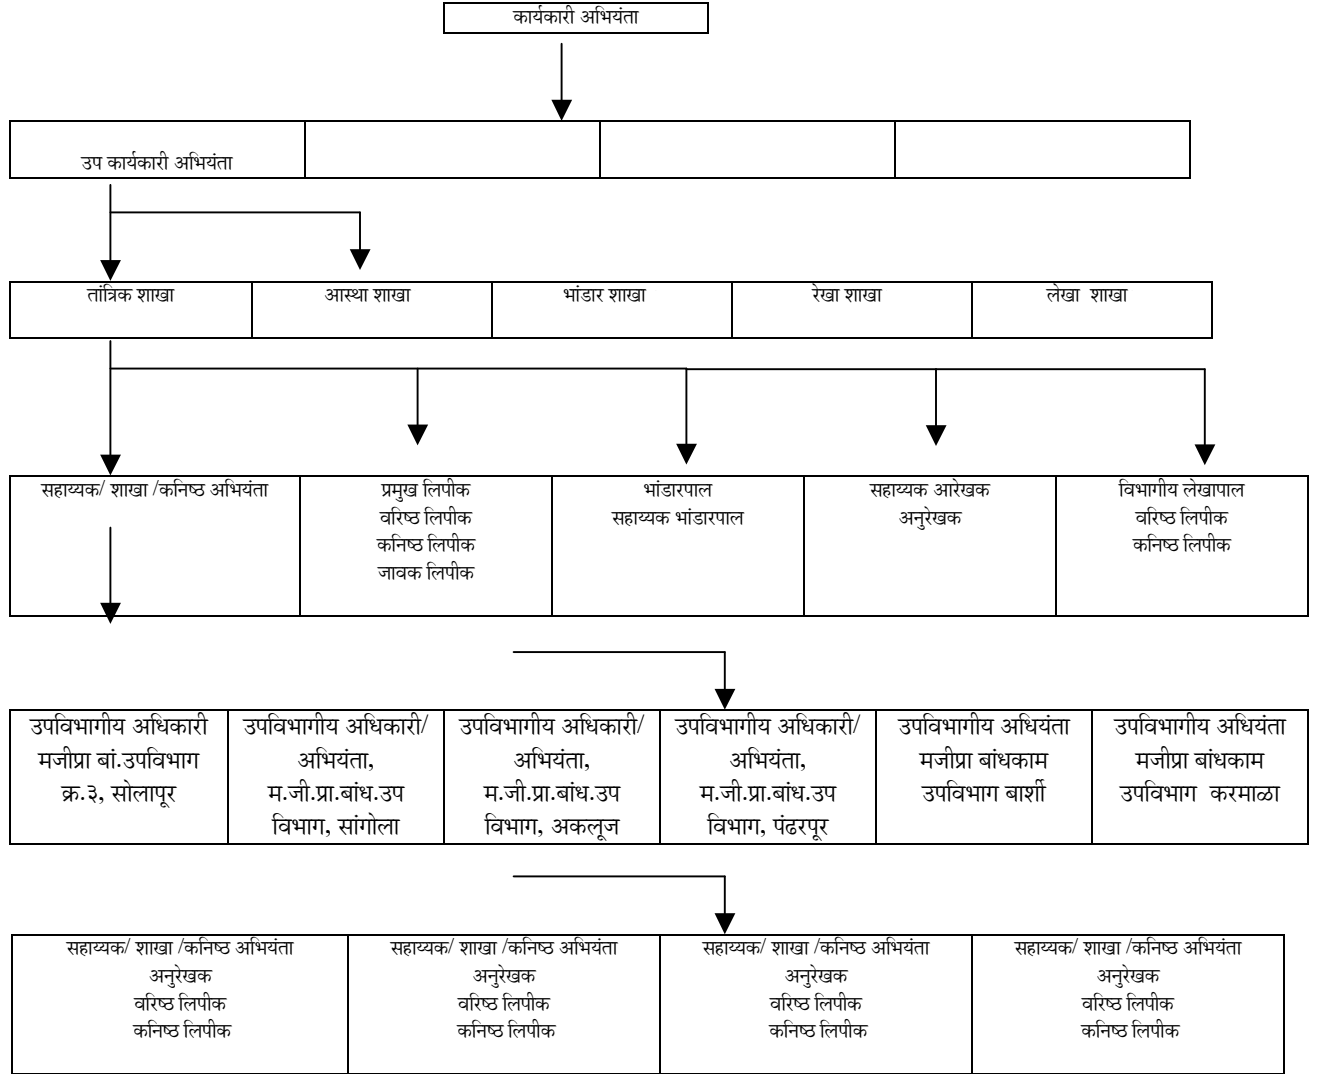 कार्यकारी अभियंता
उप कार्यकारी अभियंता
तांत्रिक शाखा
आस्था शाखा
भांडार शाखा
रेखा शाखा
लेखा शाखा
सहाय्यक/ शाखा /कनिष्ठ अभियंता
प्रमुख लिपीक
वरिष्ठ लिपीक
कनिष्ठ लिपीक
जावक लिपीक
भांडारपाल
सहाय्यक भांडारपाल
सहाय्यक आरेखक
अनुरेखक
विभागीय लेखापाल
वरिष्ठ लिपीक
कनिष्ठ लिपीक
उपविभागीय अधिकारी
मजीप्रा बां.उपविभाग
क्र.३, सोलापूर
उपविभागीय अधिकारी/
अभियंता,
म.जी.प्रा.बांध.उप
विभाग, सांगोला
उपविभागीय अधिकारी/
अभियंता,
म.जी.प्रा.बांध.उप
विभाग, अकलूज
उपविभागीय अधिकारी/
अभियंता,
म.जी.प्रा.बांध.उप
विभाग, पंढरपूर
उपविभागीय अधियंता
मजीप्रा बांधकाम
उपविभाग बार्शी
उपविभागीय अधियंता
मजीप्रा बांधकाम
उपविभाग करमाळा
सहाय्यक/ शाखा /कनिष्ठ अभियंता
अनुरेखक
वरिष्ठ लिपीक
कनिष्ठ लिपीक
सहाय्यक/ शाखा /कनिष्ठ अभियंता
अनुरेखक
वरिष्ठ लिपीक
कनिष्ठ लिपीक
सहाय्यक/ शाखा /कनिष्ठ अभियंता
अनुरेखक
वरिष्ठ लिपीक
कनिष्ठ लिपीक
सहाय्यक/ शाखा /कनिष्ठ अभियंता
अनुरेखक
वरिष्ठ लिपीक
कनिष्ठ लिपीक